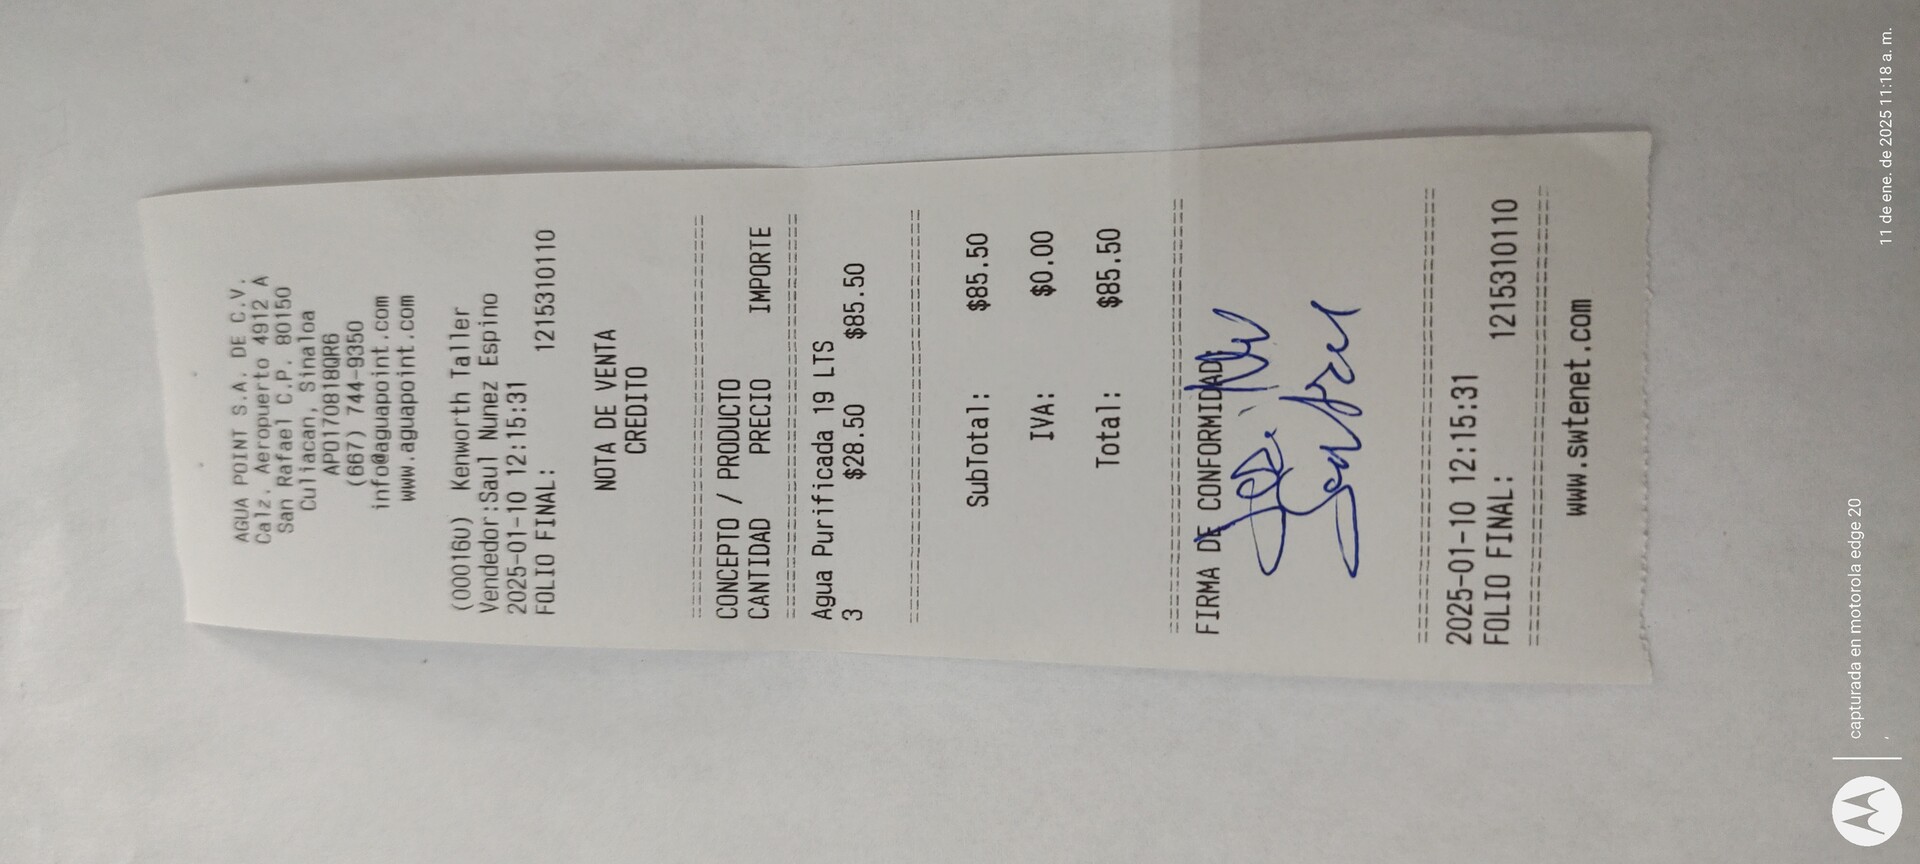 AGUA POINT S.A. DE C.V.
Calz. Aeropuerto 4912 A
San Rafael C.P. 80150
Culiacan, Sinaloa
APO170818QR6
(667) 744-9350
info@aguapoint.com
www.aguapoint.com
(00016U) Kenworth Taller
Vendedor:Saul Nunez Espino
2025-01-10 12:15:31
FOLIO FINAL: 1215310110
NOTA DE VENTA
CREDITO
==============================
CONCEPTO / PRODUCTO
CANTIDAD PRECIO IMPORTE
==============================
Agua Purificada 19 LTS
3 $28.50 $85.50
==============================
SubTotal: $85.50
IVA: $0.00
Total: $85.50
==============================
FIRMA DE CONFORMIDAD:
==============================
2025-01-10 12:15:31
FOLIO FINAL: 1215310110
==============================
www.swtenet.com
capturada en motorola edge 20
,
11 de ene. de 2025 11:18 a. m.